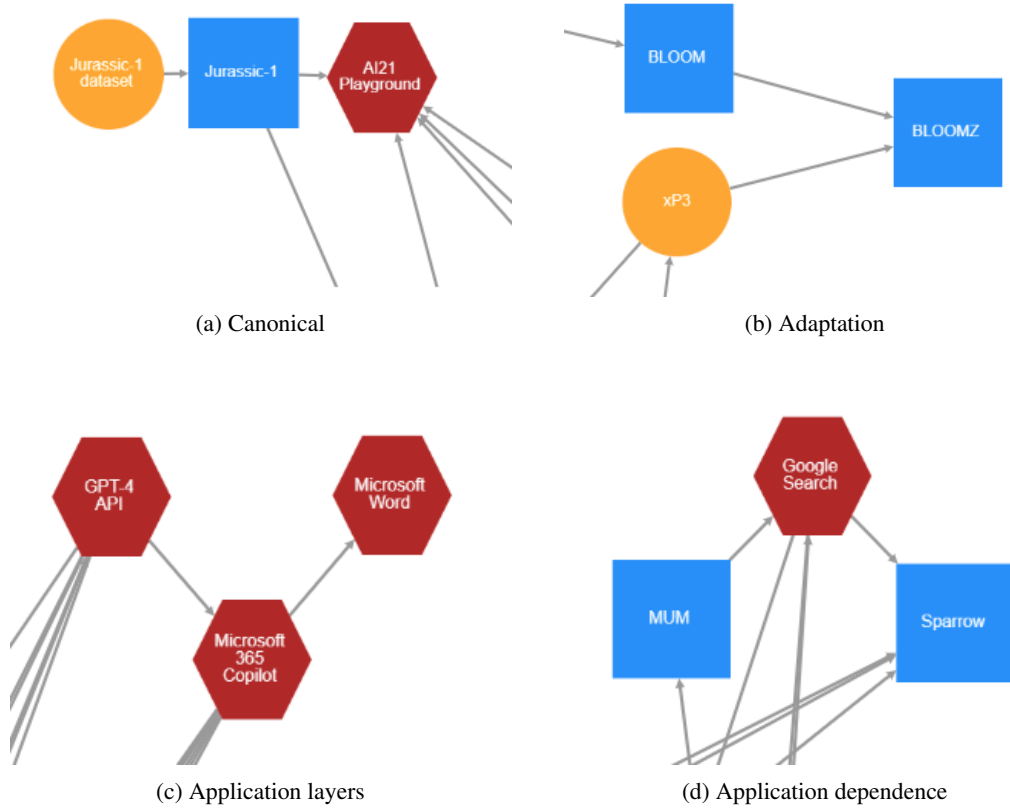 Jurassic-1
dataset
Jurassic-1
AI21
Playground
(a) Canonical
BLOOM
BLOOMZ
xP3
(b) Adaptation
GPT-4
API
Microsoft
Word
Microsoft
365
Copilot
(c) Application layers
Google
Search
MUM
Sparrow
(d) Application dependence